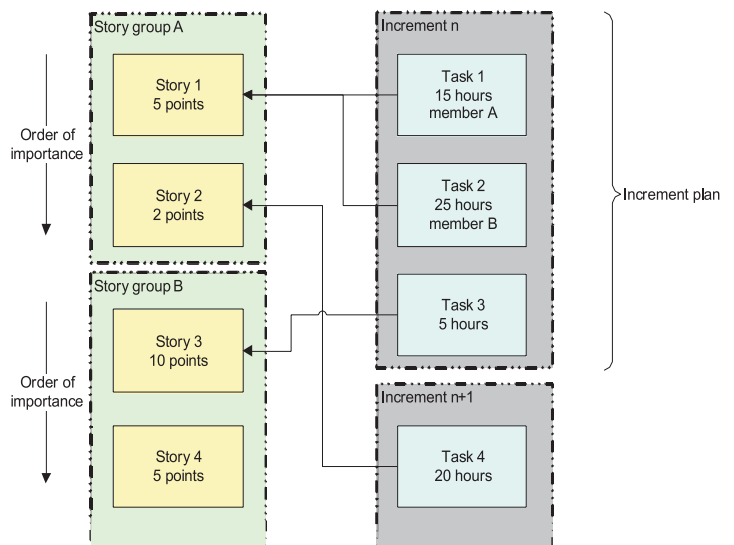 Story group A
Story 1
5 points
Story 2
2 points
Order of
importance
Story group B
Story 3
10 points
Story 4
5 points
Order of
importance
Increment n
Task 1
15 hours
member A
Task 2
25 hours
member B
Task 3
5 hours
Increment plan
Increment n+1
Task 4
20 hours